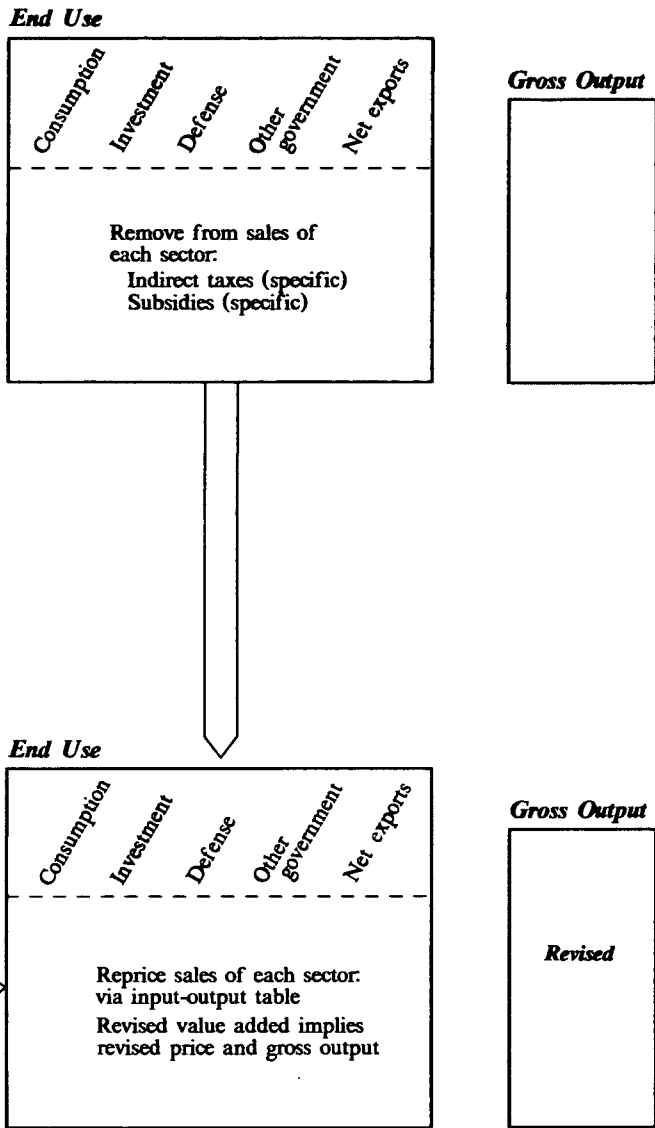 End Use
Consumption
Investment
Defense
Other
government
Net exports
Gross Output
Remove from sales of
each sector:
Indirect taxes (specific)
Subsidies (specific)
End Use
Consumption
Investment
Defense
Other
government
Net exports
Gross Output
Reprice sales of each sector:
via input-output table
Revised value added implies
revised price and gross output
Revised